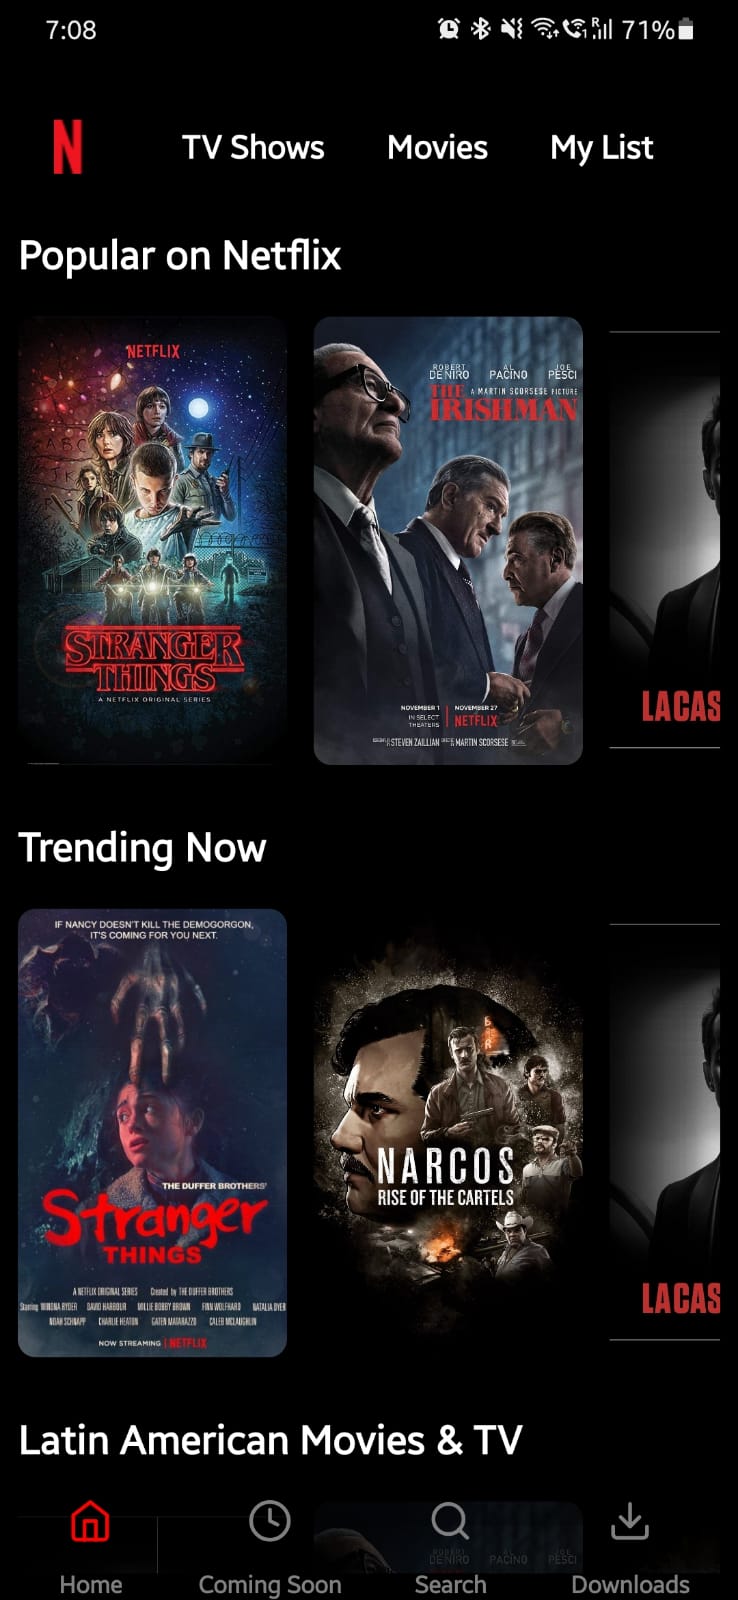 7:08
R
71%
N
TV Shows
Movies
My List
Popular on Netflix
NETFLIX
STRANGER
THINGS
A NETFLIX ORIGINAL SERIES
ROBERT DE NIRO
AL PACINO
JOE PESCI
A MARTIN SCORSESE PICTURE
THE
IRISHMAN
NOVEMBER 1
IN SELECT
THEATERS
NOVEMBER 27
NETFLIX
STEVEN ZAILLIAN
MARTIN SCORSESE
LA CAS
Trending Now
IF NANCY DOESN'T KILL THE DEMOGORGON,
IT'S COMING FOR YOU NEXT.
THE DUFFER BROTHERS'
Stranger
THINGS
A NETFLIX ORIGINAL SERIES Created by THE DUFFER BROTHERS
Starring WINONA RYDER DAVID HARBOUR MILLIE BOBBY BROWN FINN WOLFHARD NATALIA DYER
NOAH SCHNAPP CHARLIE HEATON GATEN MATARAZZO CALEB MCLAUGHLIN
NOW STREAMING | NETFLIX
BAR
NARCOS
RISE OF THE CARTELS
LA CAS
Latin American Movies & TV
ROBERT DE NIRO
AL PACINO
JOE PESCI
Home
Coming Soon
Search
Downloads